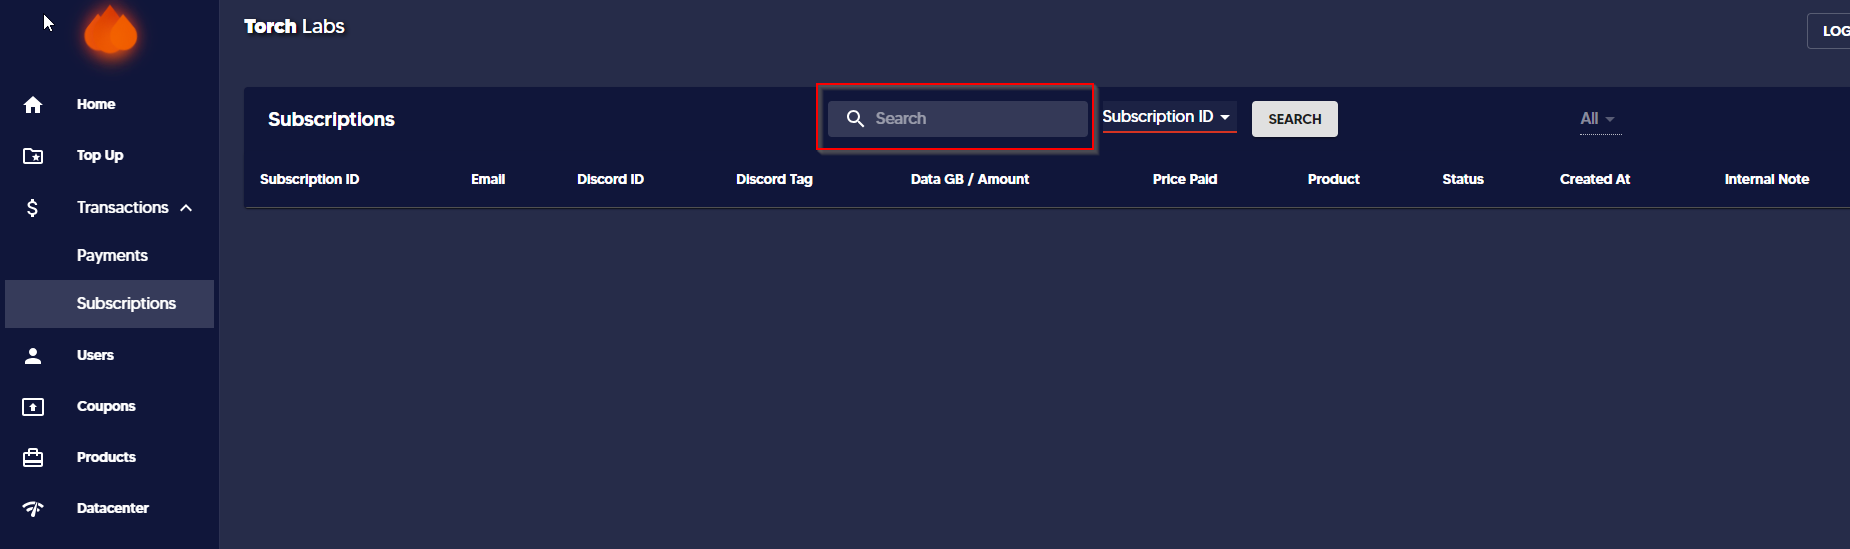 Torch Labs
LOG
Home
Top Up
Transactions
Payments
Subscriptions
Users
Coupons
Products
Datacenter
Subscriptions
Search
Subscription ID
SEARCH
All
Subscription ID Email Discord ID Discord Tag Data GB / Amount Price Paid Product Status Created At Internal Note